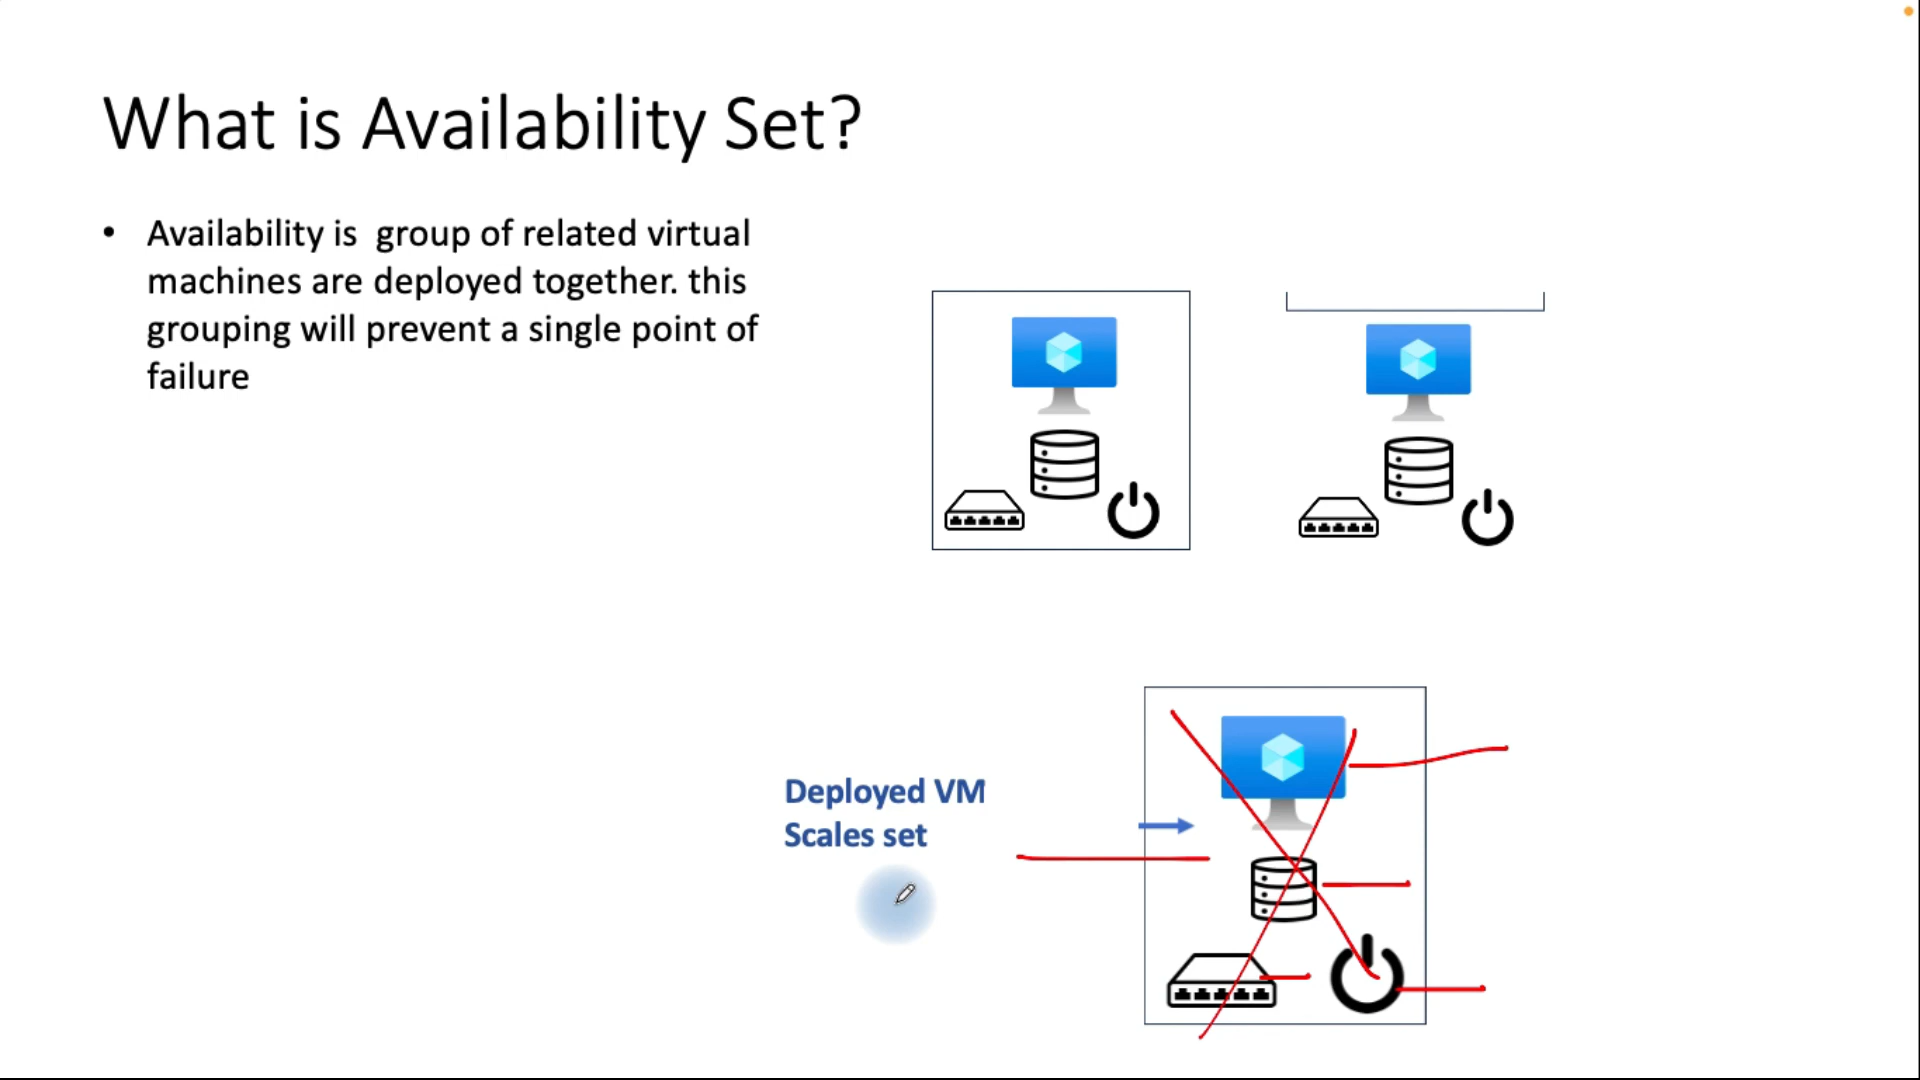 What is Availability Set?
• Availability is  group of related virtual
machines are deployed together. this
grouping will prevent a single point of
failure
Deployed VM
Scales set